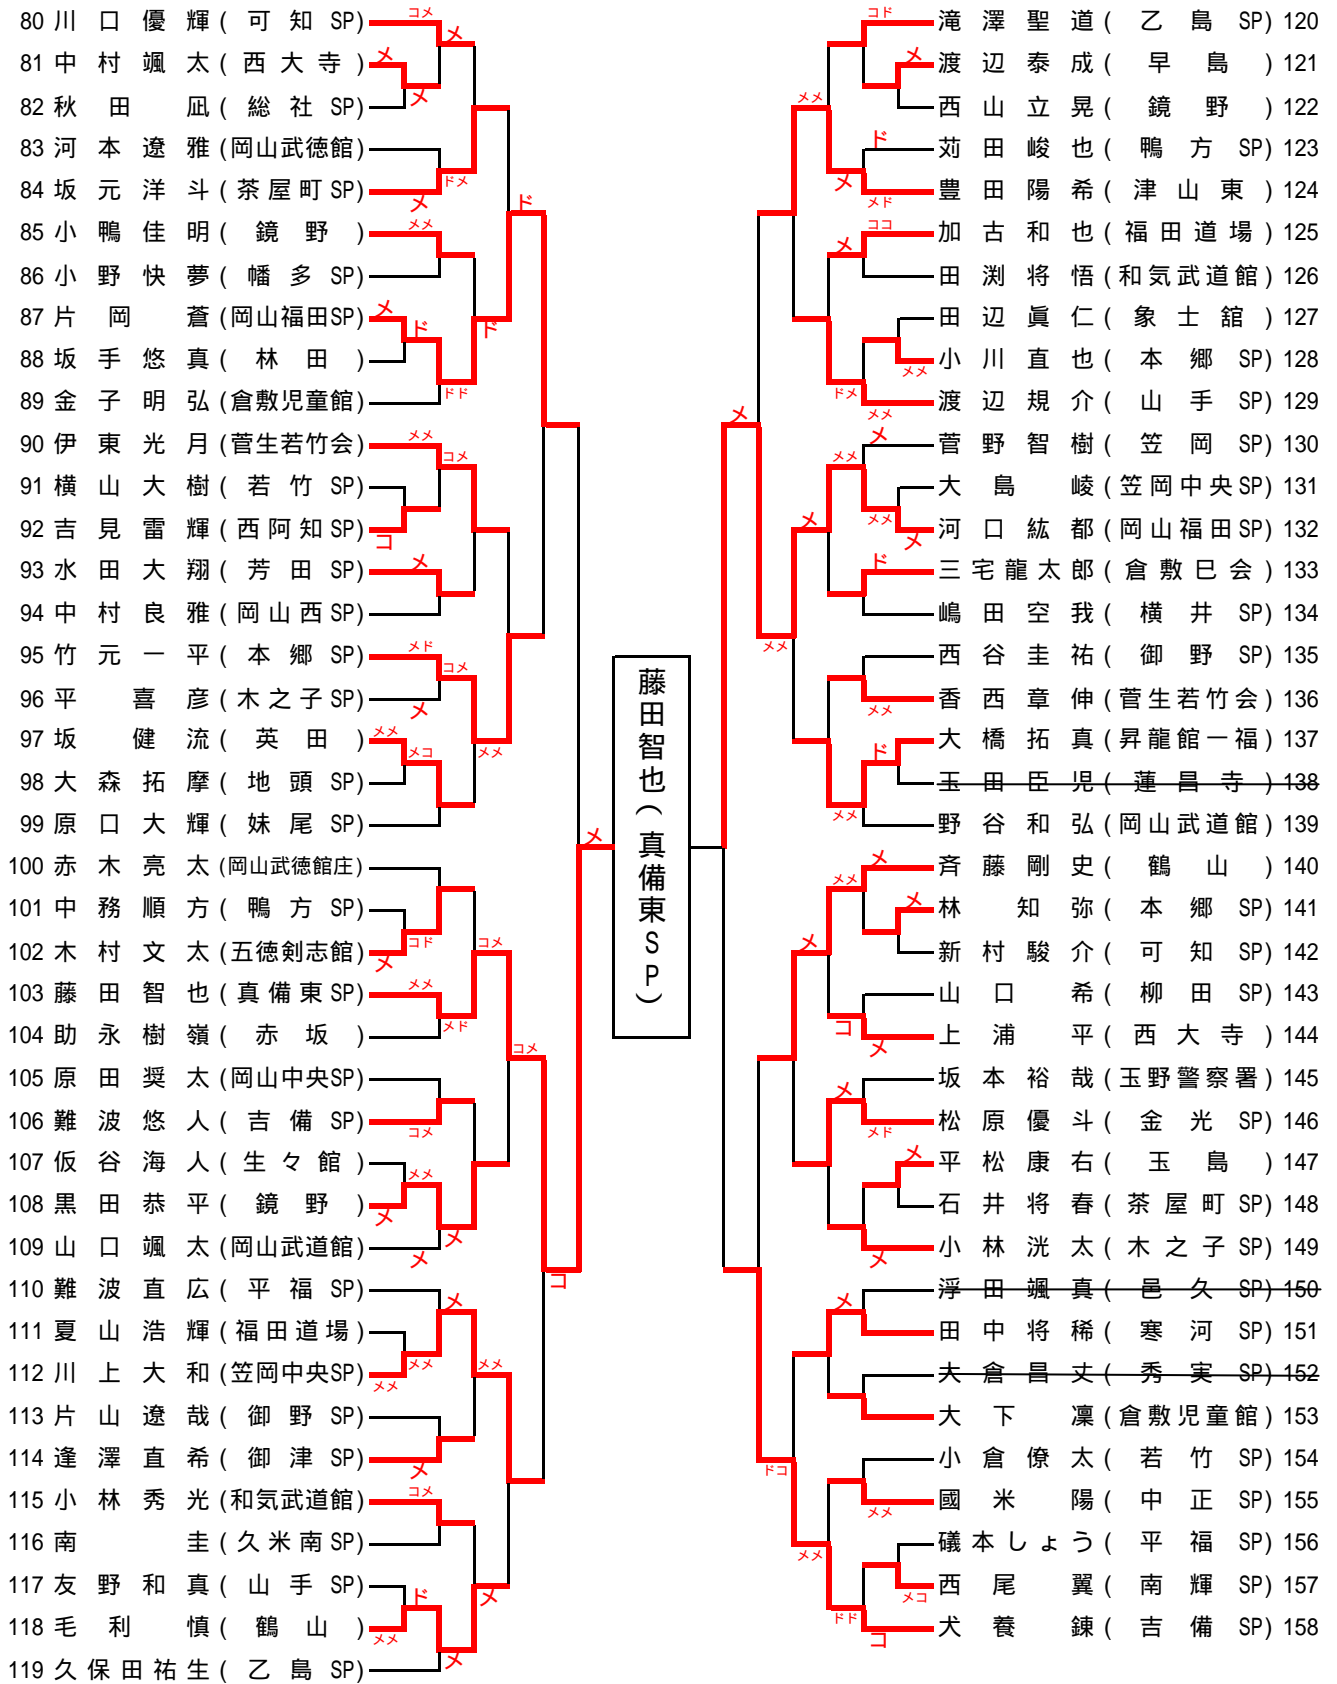 80 川口優輝 (可知SP)
81 中村颯太 (西大寺)
82 秋田凪 (総社SP)
83 河本遼雅 (岡山武徳館)
84 坂元洋斗 (茶屋町SP)
85 小鴨佳明 (鏡野)
86 小野快夢 (幡多SP)
87 片岡蒼 (岡山福田SP)
88 坂手悠真 (林田)
89 金子明弘 (倉敷児童館)
90 伊東光月 (菅生若竹会)
91 横山大樹 (若竹SP)
92 吉見雷輝 (西阿知SP)
93 水田大翔 (芳田SP)
94 中村良雅 (岡山西SP)
95 竹元一平 (本郷SP)
96 平喜彦 (木之子SP)
97 坂健流 (英田)
98 大森拓摩 (地頭SP)
99 原口大輝 (妹尾SP)
100 赤木亮太 (岡山武徳館庄)
101 中務順方 (鴨方SP)
102 木村文太 (五徳剣志館)
103 藤田智也 (真備東SP)
104 助永樹嶺 (赤坂)
105 原田奨太 (岡山中央SP)
106 難波悠人 (吉備SP)
107 仮谷海人 (生々館)
108 黒田恭平 (鏡野)
109 山口颯太 (岡山武道館)
110 難波直広 (平福SP)
111 夏山浩輝 (福田道場)
112 川上大和 (笠岡中央SP)
113 片山遼哉 (御野SP)
114 逢澤直希 (御津SP)
115 小林秀光 (和気武道館)
116 南圭 (久米南SP)
117 友野和真 (山手SP)
118 毛利慎 (鶴山)
119 久保田祐生 (乙島SP)
藤田智也(真備東SP)
滝澤聖道 (乙島SP) 120
渡辺泰成 (早島) 121
西山立晃 (鏡野) 122
苅田峻也 (鴨方SP) 123
豊田陽希 (津山東) 124
加古和也 (福田道場) 125
田渕将悟 (和気武道館) 126
田辺眞仁 (象士舘) 127
小川直也 (本郷SP) 128
渡辺規介 (山手SP) 129
菅野智樹 (笠岡SP) 130
大島崚 (笠岡中央SP) 131
河口紘都 (岡山福田SP) 132
三宅龍太郎 (倉敷巳会) 133
嶋田空我 (横井SP) 134
西谷圭祐 (御野SP) 135
香西章伸 (菅生若竹会) 136
大橋拓真 (昇龍館一福) 137
玉田臣児 (蓮昌寺) 138
野谷和弘 (岡山武道館) 139
斉藤剛史 (鶴山) 140
林知弥 (本郷SP) 141
新村駿介 (可知SP) 142
山口希 (柳田SP) 143
上浦平 (西大寺) 144
坂本裕哉 (玉野警察署) 145
松原優斗 (金光SP) 146
平松康右 (玉島) 147
石井将春 (茶屋町SP) 148
小林洸太 (木之子SP) 149
浮田颯真 (邑久SP) 150
田中将稀 (寒河SP) 151
大倉昌丈 (秀実SP) 152
大下凜 (倉敷児童館) 153
小倉僚太 (若竹SP) 154
國米陽 (中正SP) 155
礒本しょう (平福SP) 156
西尾翼 (南輝SP) 157
犬養錬 (吉備SP) 158